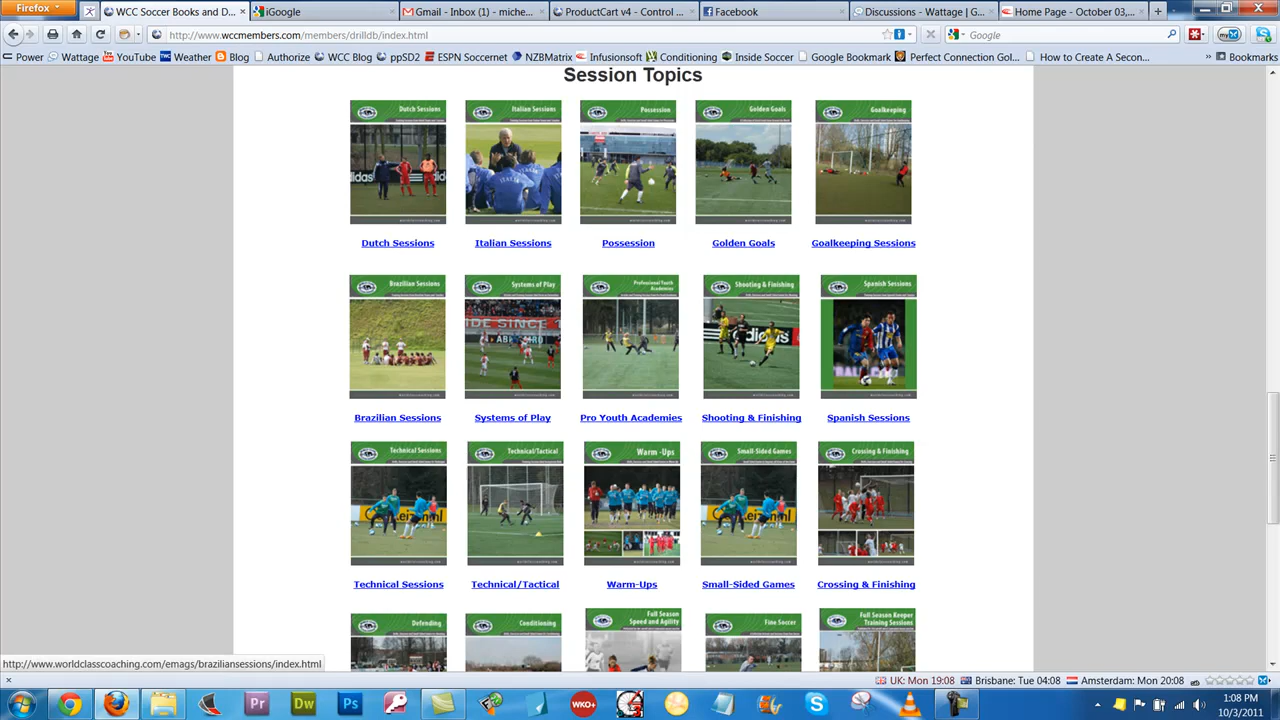 Firefox
WCC Soccer Books and D...
iGoogle
Gmail - Inbox (1) - miche...
ProductCart v4 - Control ...
Facebook
Discussions - Wattage | G...
Home Page - October 03,...
http://www.wccmembers.com/members/drilldb/index.html
Google
Power
Wattage
YouTube
Weather
Blog
Authorize
WCC Blog
ppSD2
ESPN Soccernet
NZBMatrix
Infusionsoft
Conditioning
Inside Soccer
Google Bookmark
Perfect Connection Gol...
How to Create A Secon...
Bookmarks
Session Topics
Dutch Sessions
Italian Sessions
Possession
Golden Goals
Goalkeeping
Dutch Sessions
Italian Sessions
Possession
Golden Goals
Goalkeeping Sessions
Brazilian Sessions
Systems of Play
Professional Youth
Academies
Shooting & Finishing
Spanish Sessions
Brazilian Sessions
Systems of Play
Pro Youth Academies
Shooting & Finishing
Spanish Sessions
Technical Sessions
Technical/Tactical
Warm -Ups
Small-Sided Games
Crossing & Finishing
Technical Sessions
Technical/Tactical
Warm-Ups
Small-Sided Games
Crossing & Finishing
Defending
Conditioning
Full Season
Speed and Agility
Fine Soccer
Full Season Keeper
Training Sessions
http://www.worldclasscoaching.com/emags/braziliansessions/index.html
UK: Mon 19:08
Brisbane: Tue 04:08
Amsterdam: Mon 20:08
Pr
Dw
Ps
WKO+
1:08 PM
10/3/2011